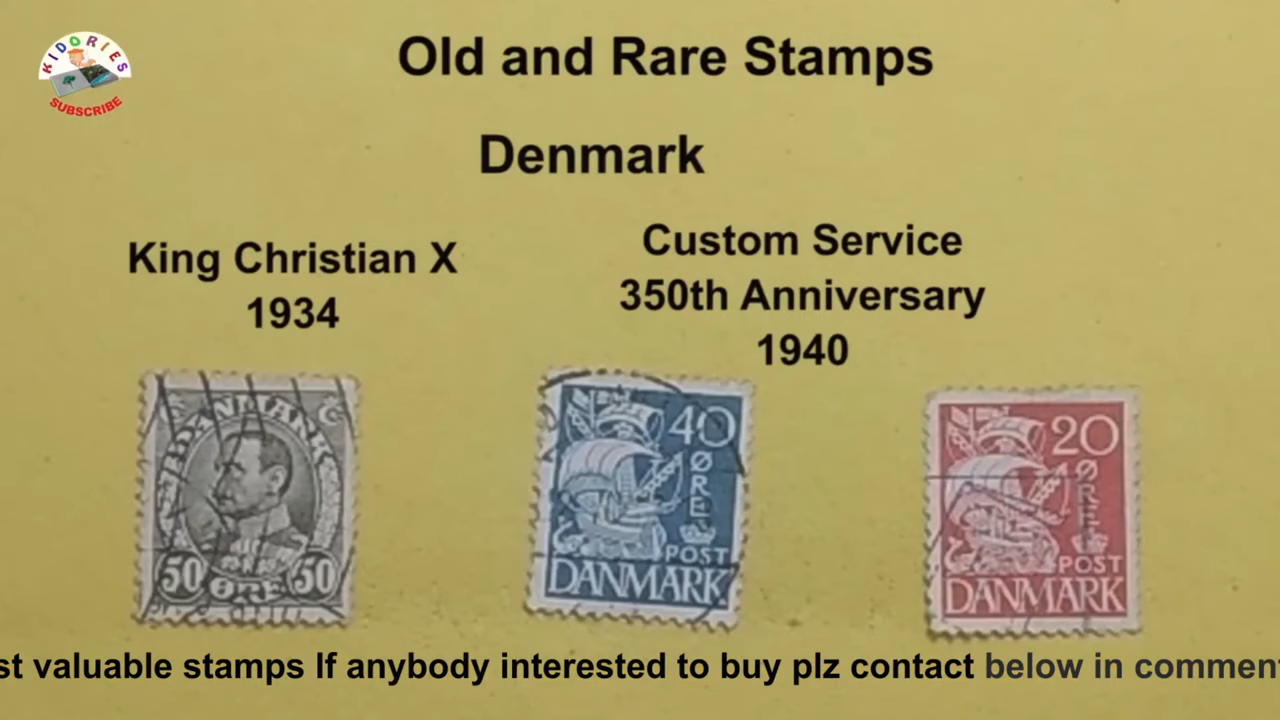 KIDORIES
SUBSCRIBE
Old and Rare Stamps
Denmark
King Christian X
1934
Custom Service
350th Anniversary
1940
DANMARK
50 ØRE 50
40
ØRE
POST
DANMARK
20
ØRE
POST
DANMARK
st valuable stamps If anybody interested to buy plz contact below in comment